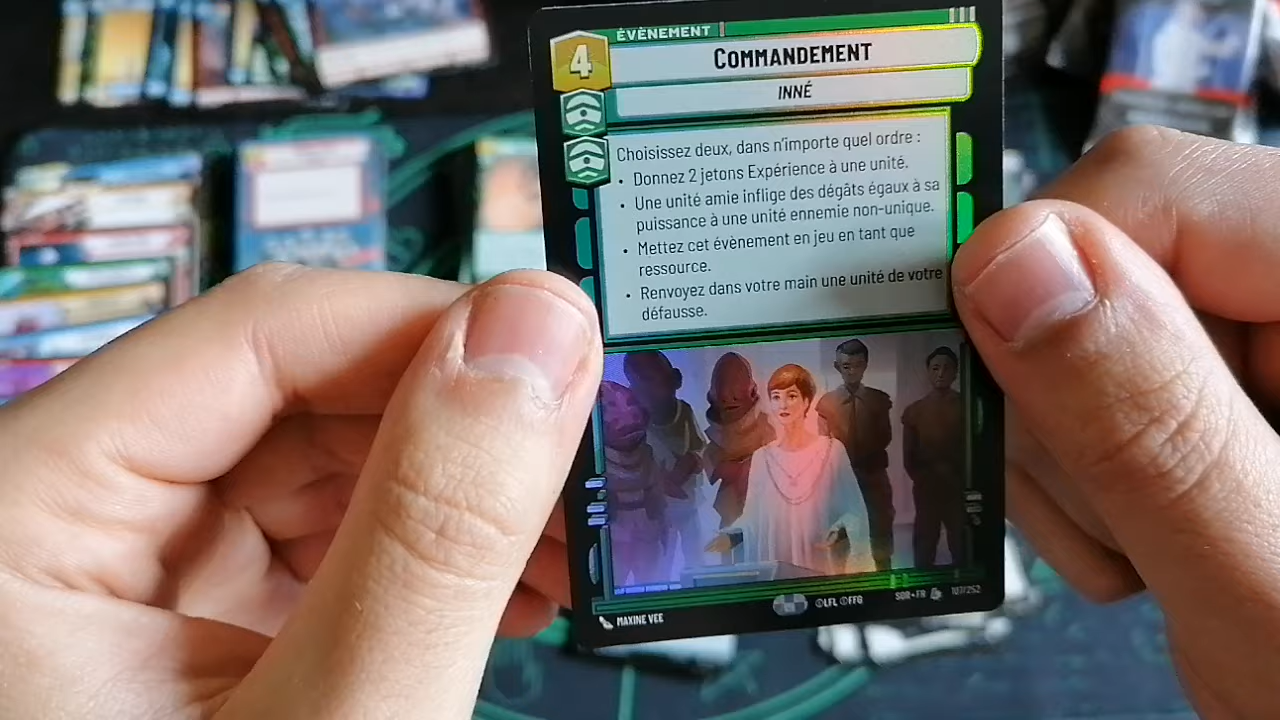 ÉVÈNEMENT
4
COMMANDEMENT
INNÉ
Choisissez deux, dans n'importe quel ordre :
• Donnez 2 jetons Expérience à une unité.
• Une unité amie inflige des dégâts égaux à sa
puissance à une unité ennemie non-unique.
• Mettez cet évènement en jeu en tant que
ressource.
• Renvoyez dans votre main une unité de votre
défausse.
MAXINE VEE
©LFL ©FFG
SOR • FR
107/252